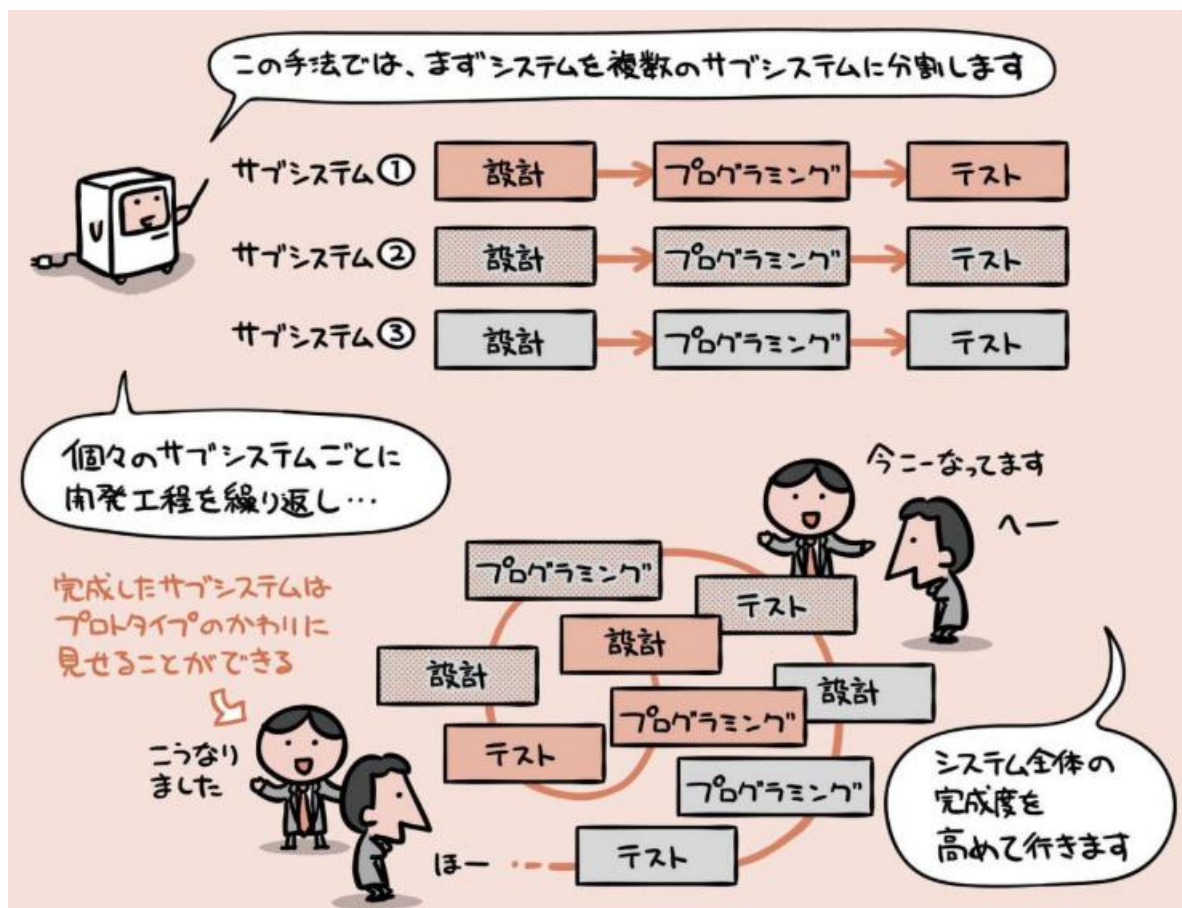 この手法では、まずシステムを複数のサブシステムに分割します
サブシステム① 設計 プログラミング テスト
サブシステム② 設計 プログラミング テスト
サブシステム③ 設計 プログラミング テスト
個々のサブシステムごとに
開発工程を繰り返し…
今こーなってます
へー
完成したサブシステムは
プロトタイプのかわりに
見せることができる
プログラミング
テスト
設計
設計
設計
プログラミング
テスト
プログラミング
テスト
こうなり
ました
ほー
システム全体の
完成度を
高めて行きます